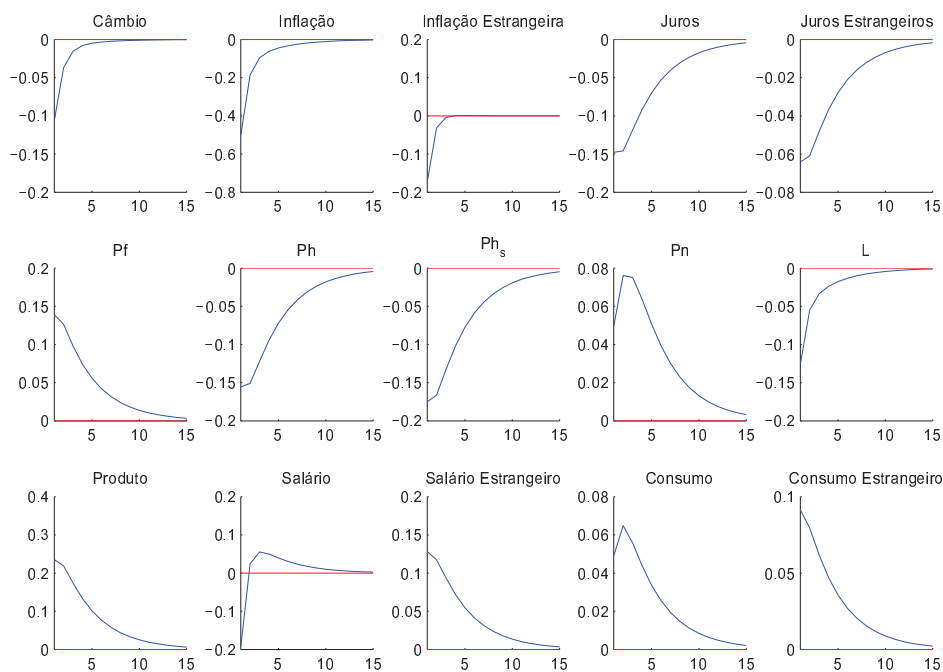 Câmbio
0
−0.05
−0.1
−0.15
−0.2
5 10 15
Inflação
0
−0.2
−0.4
−0.6
−0.8
5 10 15
Inflação Estrangeira
0.2
0.1
0
−0.1
−0.2
5 10 15
Juros
0
−0.05
−0.1
−0.15
−0.2
5 10 15
Juros Estrangeiros
0
−0.02
−0.04
−0.06
−0.08
5 10 15
Pf
0.2
0.15
0.1
0.05
0
5 10 15
Ph
0
−0.05
−0.1
−0.15
−0.2
5 10 15
Phs
0
−0.05
−0.1
−0.15
−0.2
5 10 15
Pn
0.08
0.06
0.04
0.02
0
5 10 15
L
0
−0.05
−0.1
−0.15
−0.2
5 10 15
Produto
0.4
0.3
0.2
0.1
0
5 10 15
Salário
0.2
0.1
0
−0.1
−0.2
5 10 15
Salário Estrangeiro
0.2
0.15
0.1
0.05
0
5 10 15
Consumo
0.08
0.06
0.04
0.02
0
5 10 15
Consumo Estrangeiro
0.1
0.05
0
5 10 15